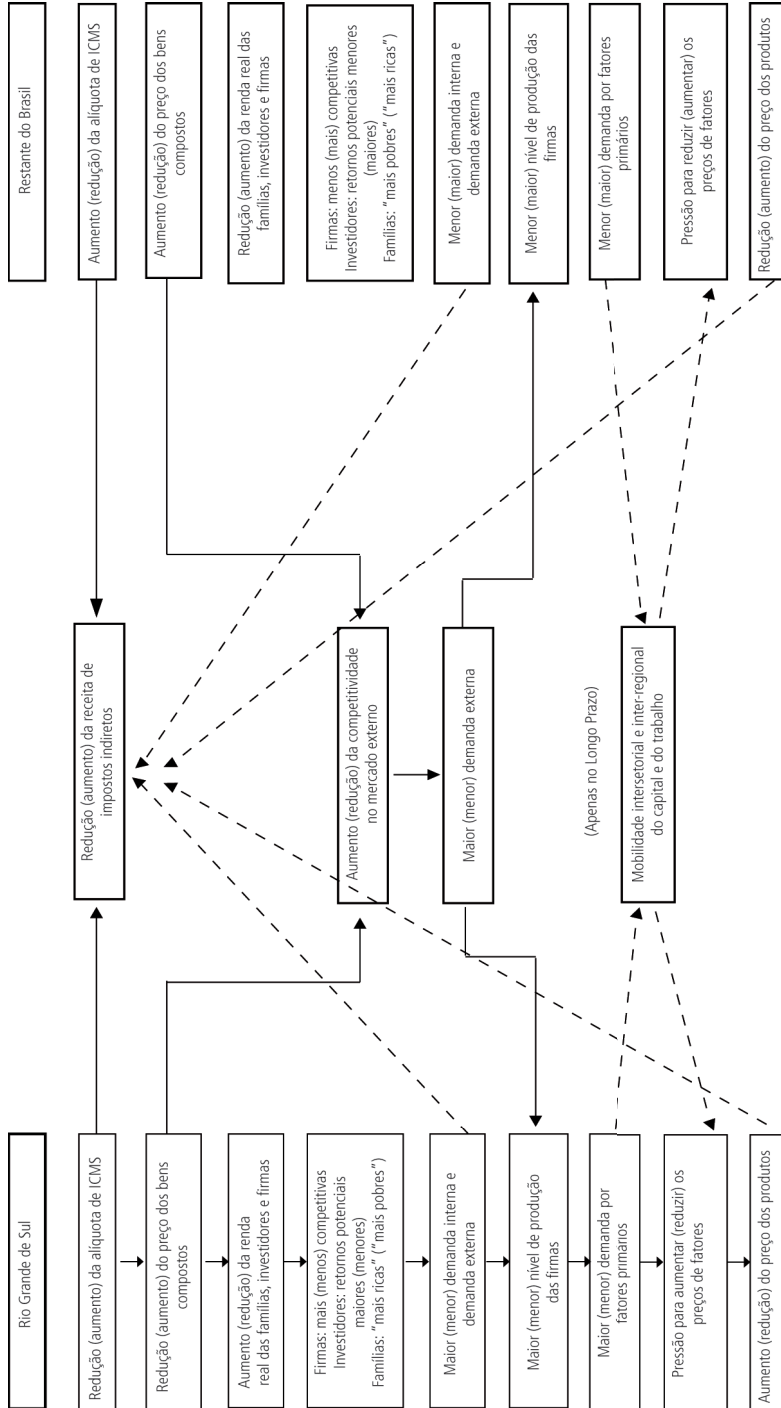 Rio Grande de Sul
Redução (aumento) da alíquota de ICMS
Redução (aumento) do preço dos bens
compostos
Aumento (redução) da renda
real das famílias, investidores e firmas
Firmas: mais (menos) competitivas
Investidores: retornos potenciais
maiores (menores)
Famílias: "mais ricas" ("mais pobres")
Maior (menor) demanda interna e
demanda externa
Maior (menor) nível de produção
das firmas
Maior (menor) demanda por
fatores primários
Pressão para aumentar (reduzir) os
preços de fatores
Aumento (redução) do preço dos produtos
Redução (aumento) da receita de
impostos indiretos
Aumento (redução) da competitividade
no mercado externo
Maior (menor) demanda externa
(Apenas no Longo Prazo)
Mobilidade intersetorial e inter-regional
do capital e do trabalho
Restante do Brasil
Aumento (redução) da alíquota de ICMS
Aumento (redução) do preço dos bens
compostos
Redução (aumento) da renda real das
famílias, investidores e firmas
Firmas: menos (mais) competitivas
Investidores: retornos potenciais menores
(maiores)
Famílias: "mais pobres" ("mais ricas")
Menor (maior) demanda interna e
demanda externa
Menor (maior) nível de produção das
firmas
Menor (maior) demanda por fatores
primários
Pressão para reduzir (aumentar) os
preços de fatores
Redução (aumento) do preço dos produtos